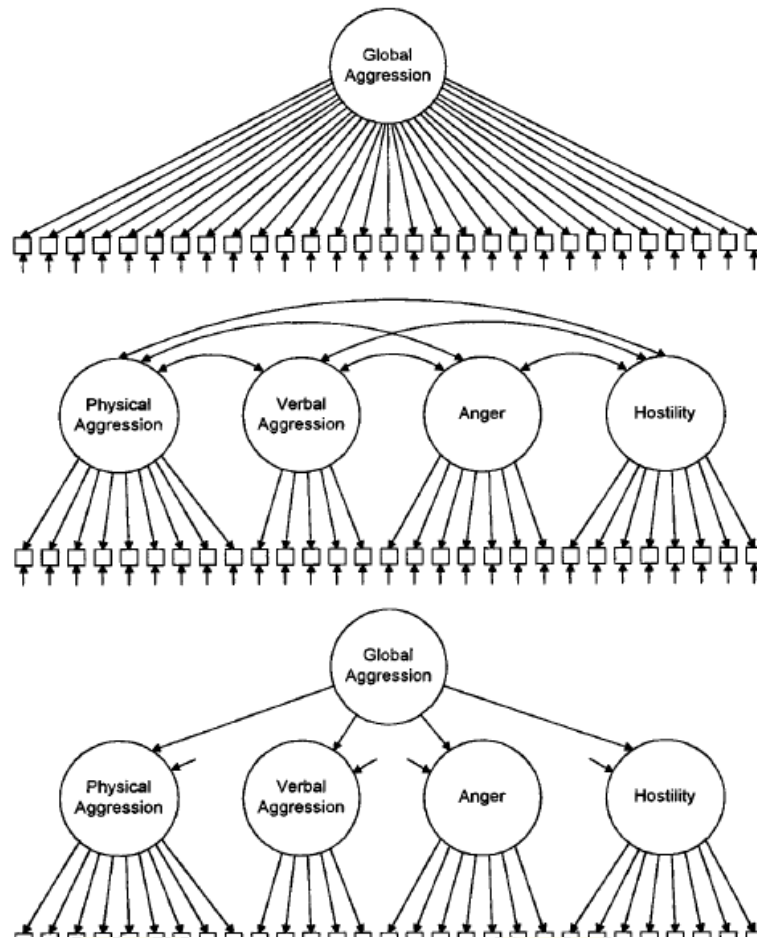 Global
Aggression
Physical
Aggression
Verbal
Aggression
Anger
Hostility
Global
Aggression
Physical
Aggression
Verbal
Aggression
Anger
Hostility